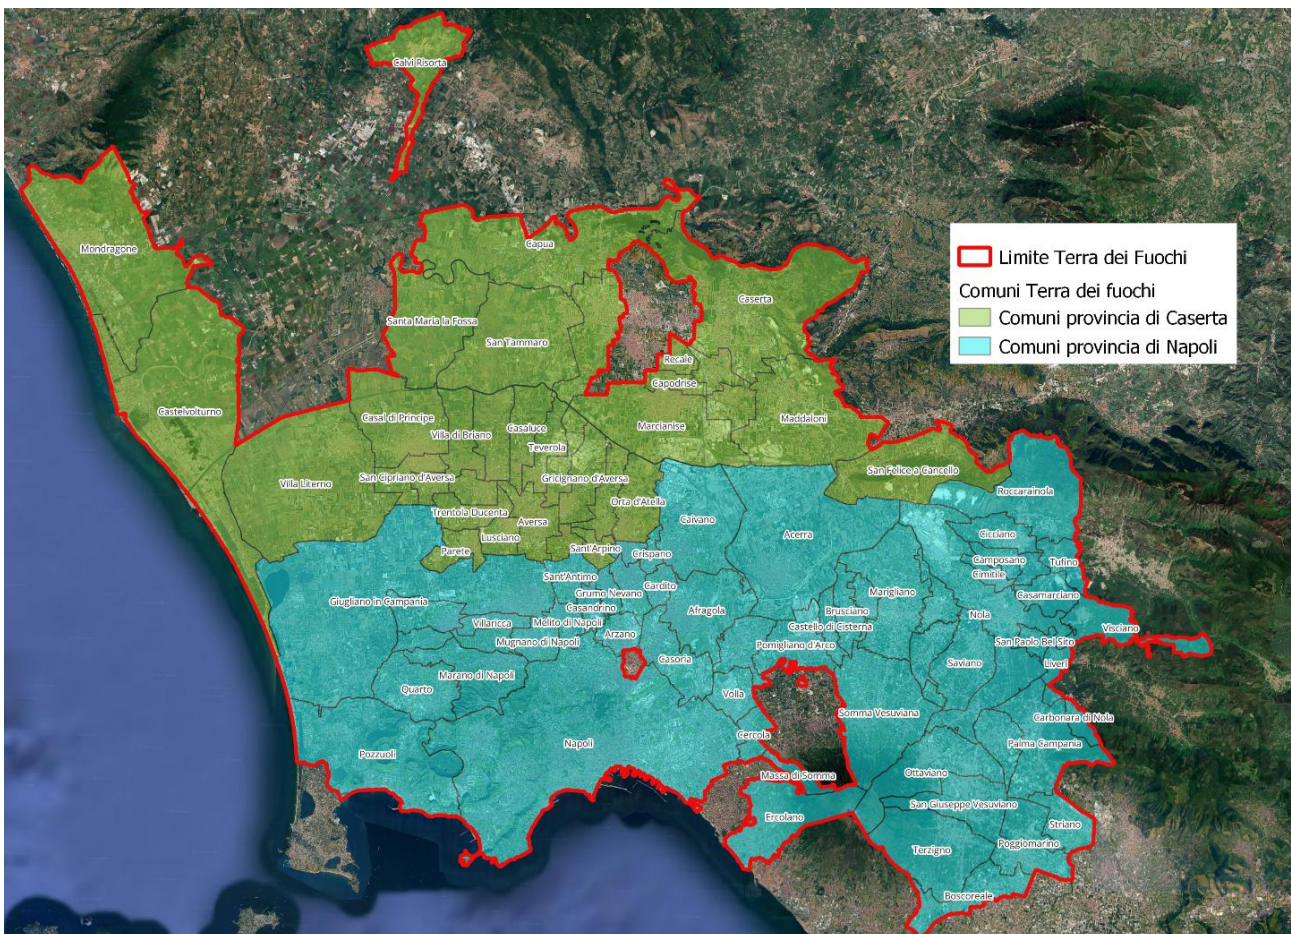 Calvi Risorta
Mondragone
Capua
Limite Terra dei Fuochi
Comuni Terra dei fuochi
Comuni provincia di Caserta
Comuni provincia di Napoli
Caserta
Santa Maria la Fossa
San Tammaro
Recale
Capodrise
Castelvolturno
Casal di Principe
Villa di Briano
Casaluce
Marcianise
Maddaloni
Teverola
San Felice a Cancello
Villa Literno
San Cipriano d'Aversa
Gricignano d'Aversa
Roccarainola
Orta d'Atella
Trentola Ducenta
Aversa
Caivano
Acerra
Cicciano
Lusciano
Parete
Sant'Arpino
Crispano
Camposano
Tufino
Cimitile
Sant'Antimo
Cardito
Grumo Nevano
Marigliano
Casamarciano
Giugliano in Campania
Casandrino
Afragola
Brusciano
Nola
Villaricca
Melito di Napoli
Castello di Cisterna
Visciano
Arzano
Mugnano di Napoli
Pomigliano d'Arco
San Paolo Bel Sito
Casoria
Saviano
Liveri
Marano di Napoli
Quarto
Volla
Somma Vesuviana
Carbonara di Nola
Cercola
Napoli
Palma Campania
Pozzuoli
Massa di Somma
Ottaviano
San Giuseppe Vesuviano
Ercolano
Striano
Poggiomarino
Terzigno
Boscoreale